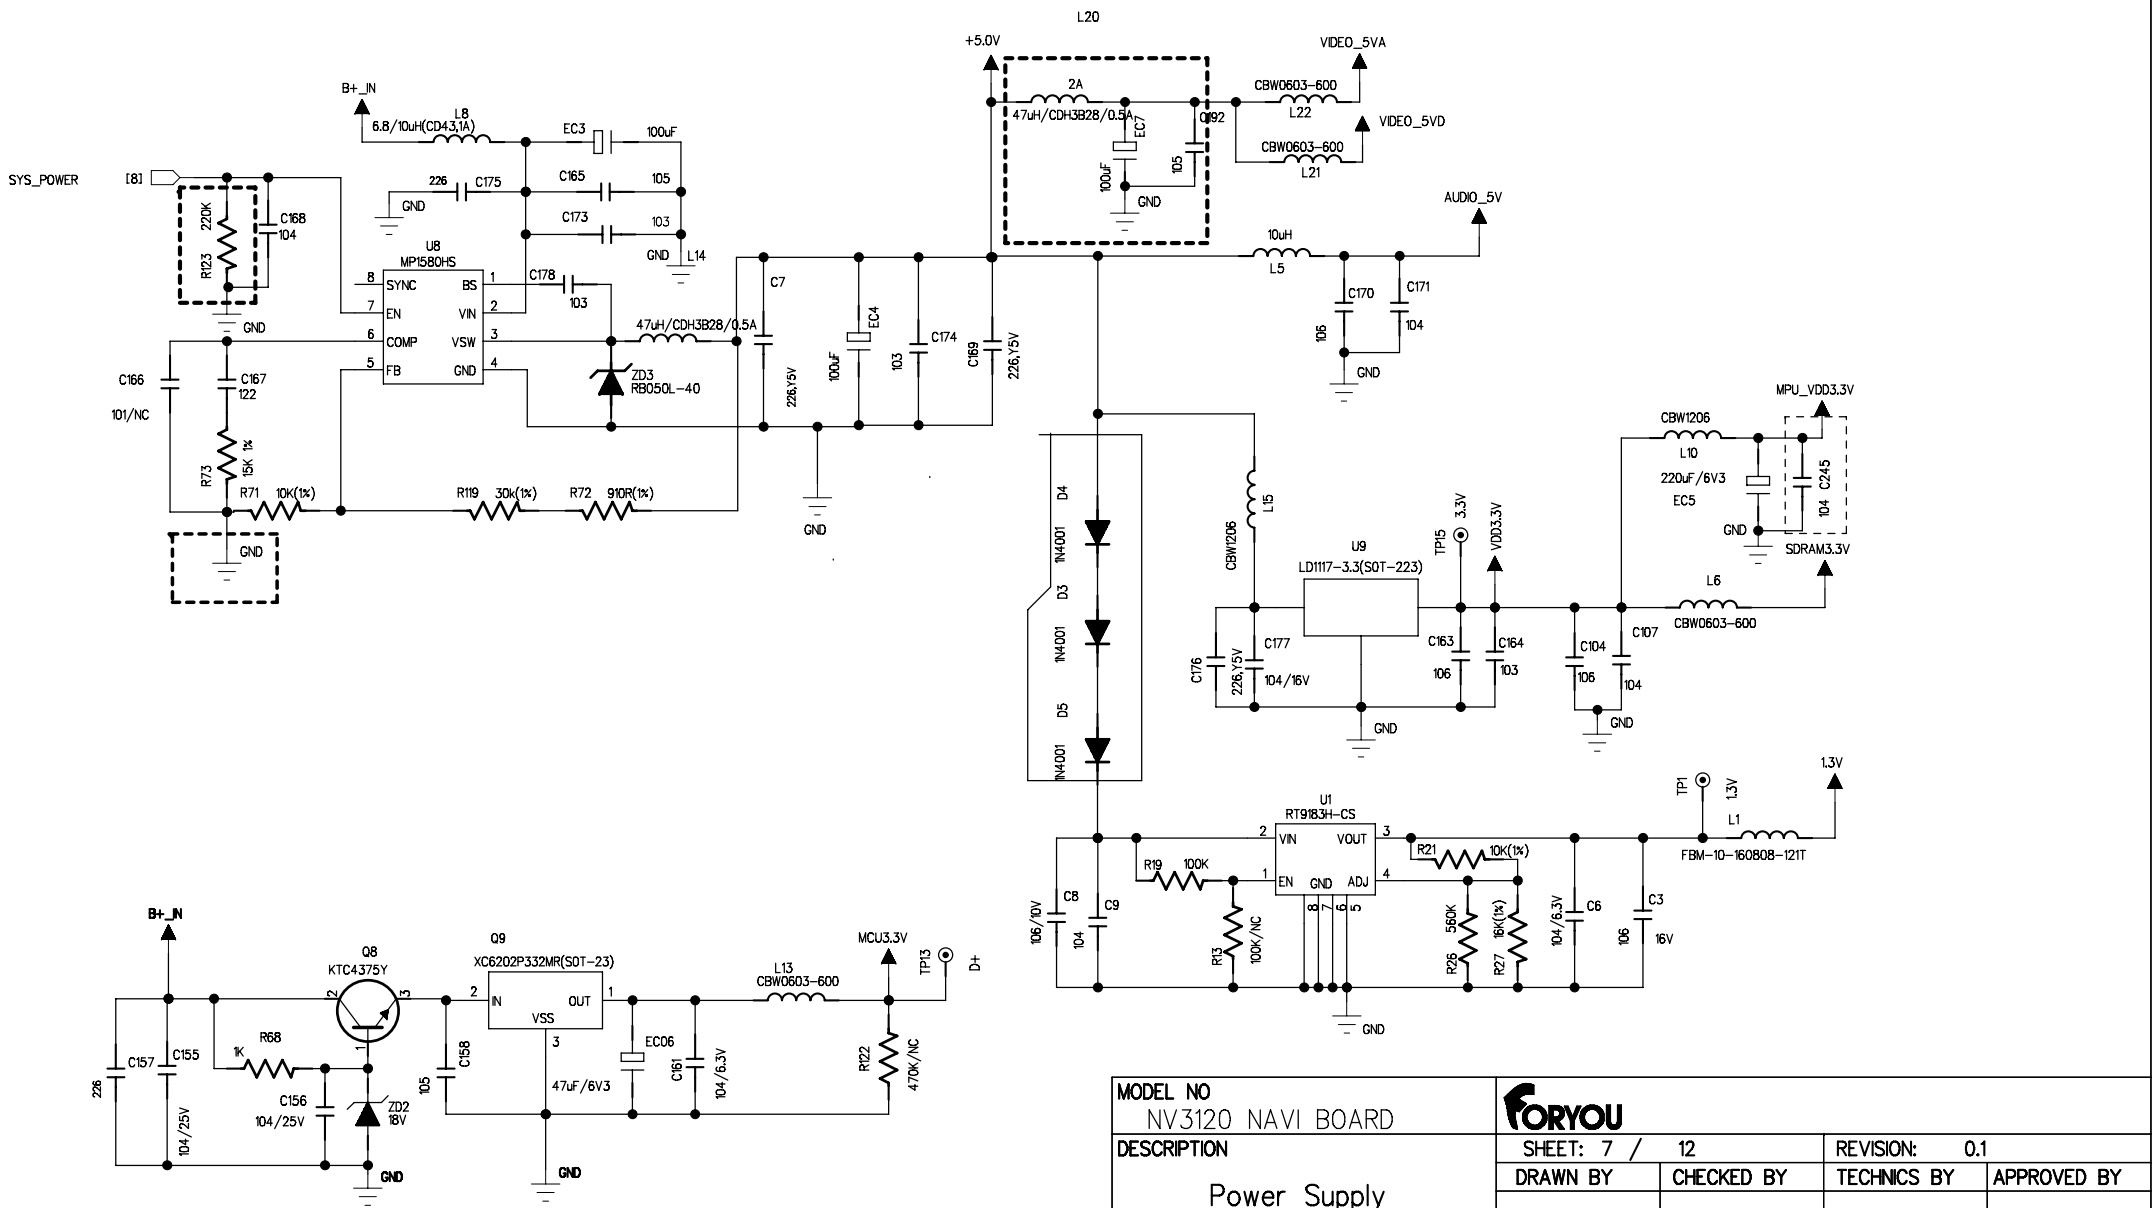 L20
+5.0V
VIDEO_5VA
2A
CBW0603-600
B+_IN
L8
6.8/10uH(CD43,1A)
47uH/CDH3B28/0.5A
L22
EC3
100uF
EC7
C192
VIDEO_5VD
CBW0603-600
L21
105
100uF
GND
SYS_POWER
[8]
226
C175
C165
105
GND
C173
103
GND
L14
AUDIO_5V
220K
R123
C168
104
GND
U8
MP1580HS
8
SYNC
BS
1
7
EN
VIN
2
6
COMP
VSW
3
5
FB
GND
4
C178
103
47uH/CDH3B28/0.5A
C7
226,Y5V
EC4
100uF
C174
103
C169
226,Y5V
10uH
L5
C170
106
C171
104
GND
ZD3
RB050L-40
C166
101/NC
C167
122
R73
15K 1%
R71
10K(1%)
R119
30k(1%)
R72
910R(1%)
GND
GND
MPU_VDD3.3V
CBW1206
L10
220uF/6V3
EC5
C245
104
GND
SDRAM3.3V
D4
1N4001
D3
1N4001
D5
1N4001
L15
CBW1206
TP15
3.3V
VDD3.3V
U9
LD1117-3.3(SOT-223)
L6
CBW0603-600
C176
226,Y5V
C177
104/16V
C163
106
C164
103
C104
106
C107
104
GND
GND
1.3V
TP1
1.3V
L1
FBM-10-160808-121T
U1
RT9183H-CS
2
VIN
VOUT
3
1
EN
GND
ADJ
4
8
7
6
5
R19
100K
R21
10K(1%)
C8
106/10V
C9
104
R13
100K/NC
560K
R26
16K(1%)
R27
104/6.3V
C6
C3
106
16V
GND
B+_IN
Q8
KTC4375Y
2
3
1
Q9
XC6202P332MR(SOT-23)
2
IN
OUT
1
VSS
3
L13
CBW0603-600
MCU3.3V
TP13
D+
R68
1K
C157
226
C155
104/25V
C156
104/25V
ZD2
18V
C158
105
EC06
47uF/6V3
C161
104/6.3V
R122
470K/NC
GND
GND
MODEL NO
NV3120 NAVI BOARD
FORYOU
DESCRIPTION
SHEET: 7 / 12
REVISION: 0.1
DRAWN BY
CHECKED BY
TECHNICS BY
APPROVED BY
Power Supply